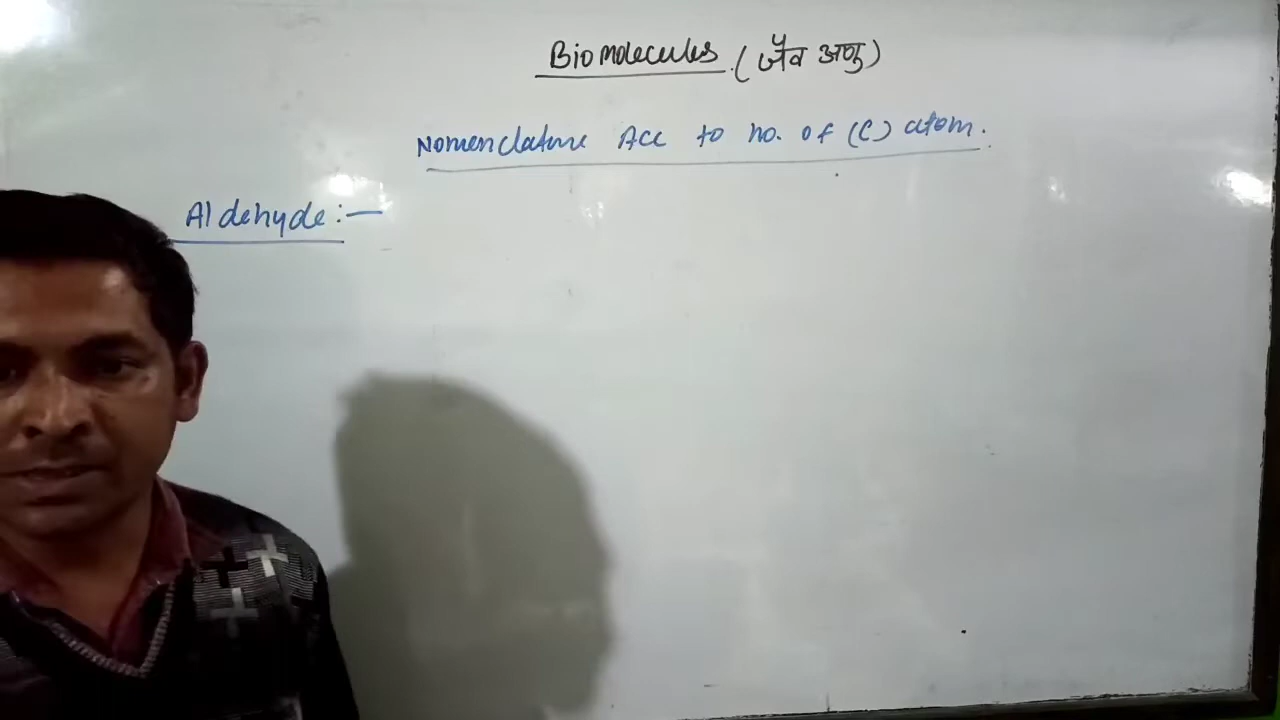 Biomolecules (जैव अणु)
Nomenclature Acc to no. of (C) atom.
Aldehyde :—